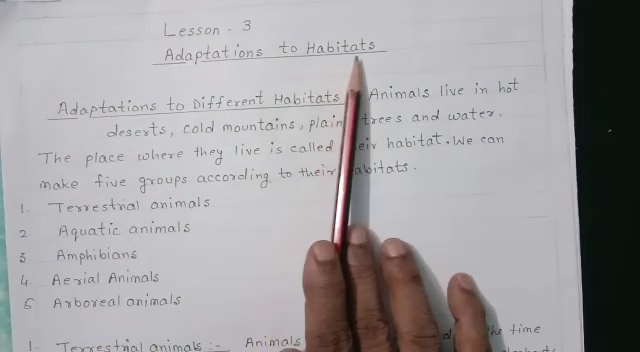 Lesson - 3
Adaptations to Habitats
Adaptations to Different Habitats Animals live in hot
deserts, cold mountains, plain trees and water.
The place where they live is called their habitat. We can
make five groups according to their habitats.
1. Terrestrial animals
2 Aquatic animals
3 Amphibians
4. Aerial Animals
5 Arboreal animals
1- Terrestrial animals :- Animals the time